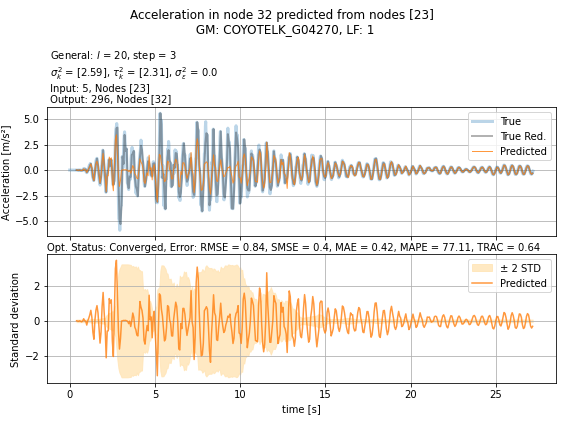 Acceleration in node 32 predicted from nodes [23]
GM: COYOTELK_G04270, LF: 1
General: l = 20, step = 3
σ_k² = [2.59], τ_k² = [2.31], σ_ε² = 0.0
Input: 5, Nodes [23]
Output: 296, Nodes [32]
Acceleration [m/s²]
5.0
2.5
0.0
−2.5
−5.0
True
True Red.
Predicted
Opt. Status: Converged, Error: RMSE = 0.84, SMSE = 0.4, MAE = 0.42, MAPE = 77.11, TRAC = 0.64
Standard deviation
2
0
−2
± 2 STD
Predicted
0
5
10
15
20
25
time [s]